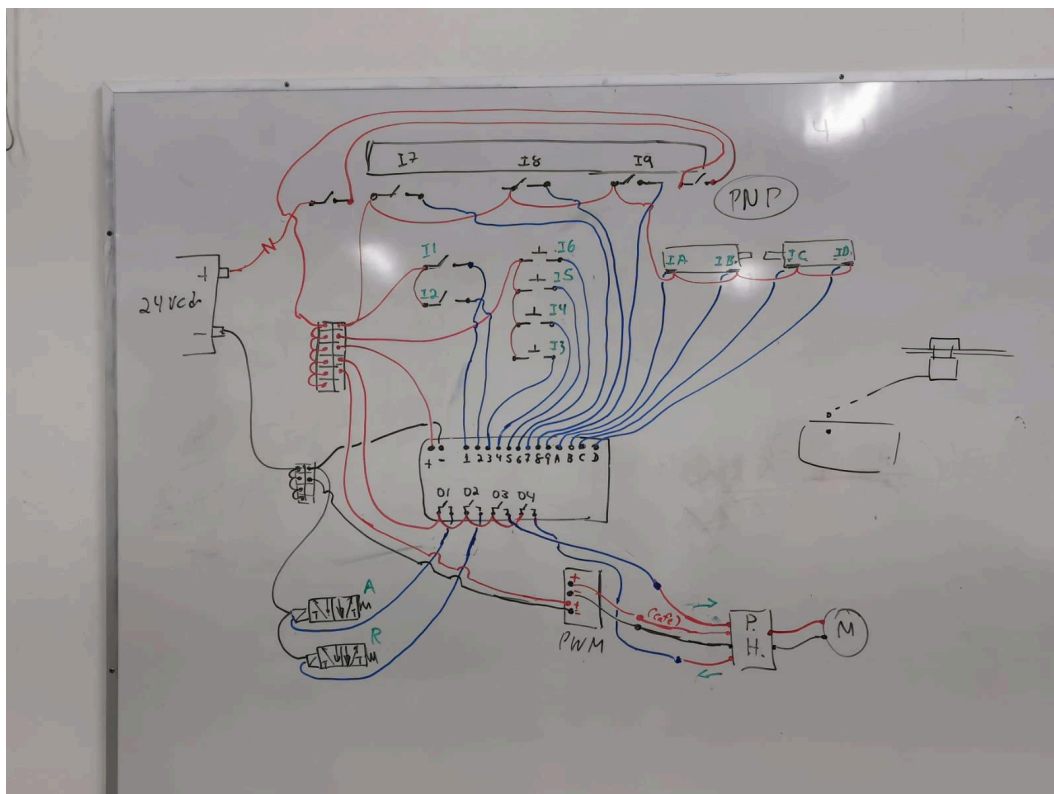 I7 I8 I9
PNP
I1 I6
I2 I5
I4
I3
IA IB. IC ID.
+
24Vcd
-
+ - 1 2 3 4 5 6 7 8 9 A B C D
O1 O2 O3 O4
A
R
+
-
+
-
PWM
(Café)
P.
H.
M